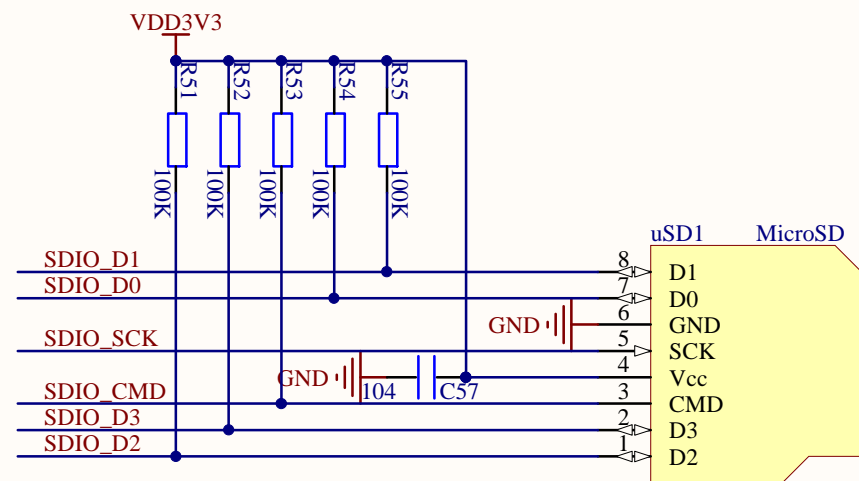 VDD3V3
R51
R52
R53
R54
R55
100K
100K
100K
100K
100K
uSD1 MicroSD
SDIO_D1 8 D1
SDIO_D0 7 D0
GND 6 GND
SDIO_SCK 5 SCK
GND 104 C57 4 Vcc
SDIO_CMD 3 CMD
SDIO_D3 2 D3
SDIO_D2 1 D2